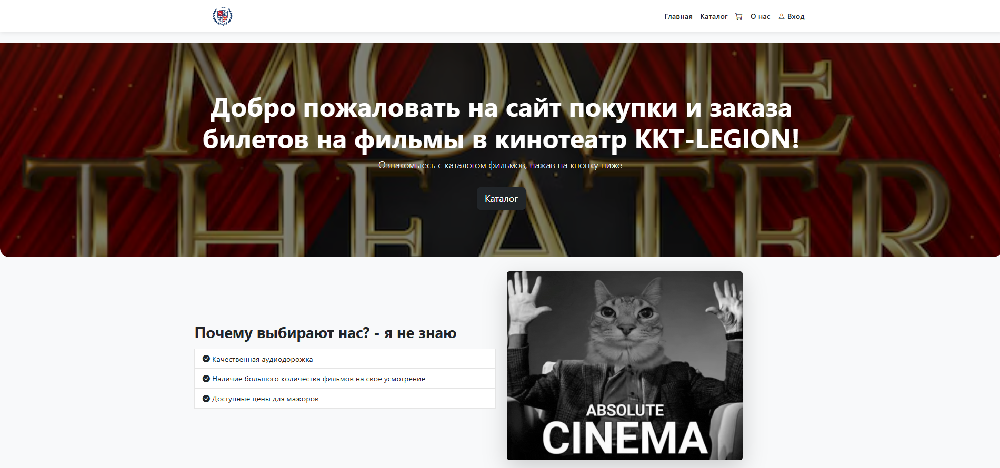 1974
Главная Каталог О нас Вход
MOVIE
THEATER
Добро пожаловать на сайт покупки и заказа
билетов на фильмы в кинотеатр KKT-LEGION!
Ознакомьтесь с каталогом фильмов, нажав на кнопку ниже.
Каталог
Почему выбирают нас? - я не знаю
Качественная аудиодорожка
Наличие большого количества фильмов на свое усмотрение
Доступные цены для мажоров
ABSOLUTE
CINEMA